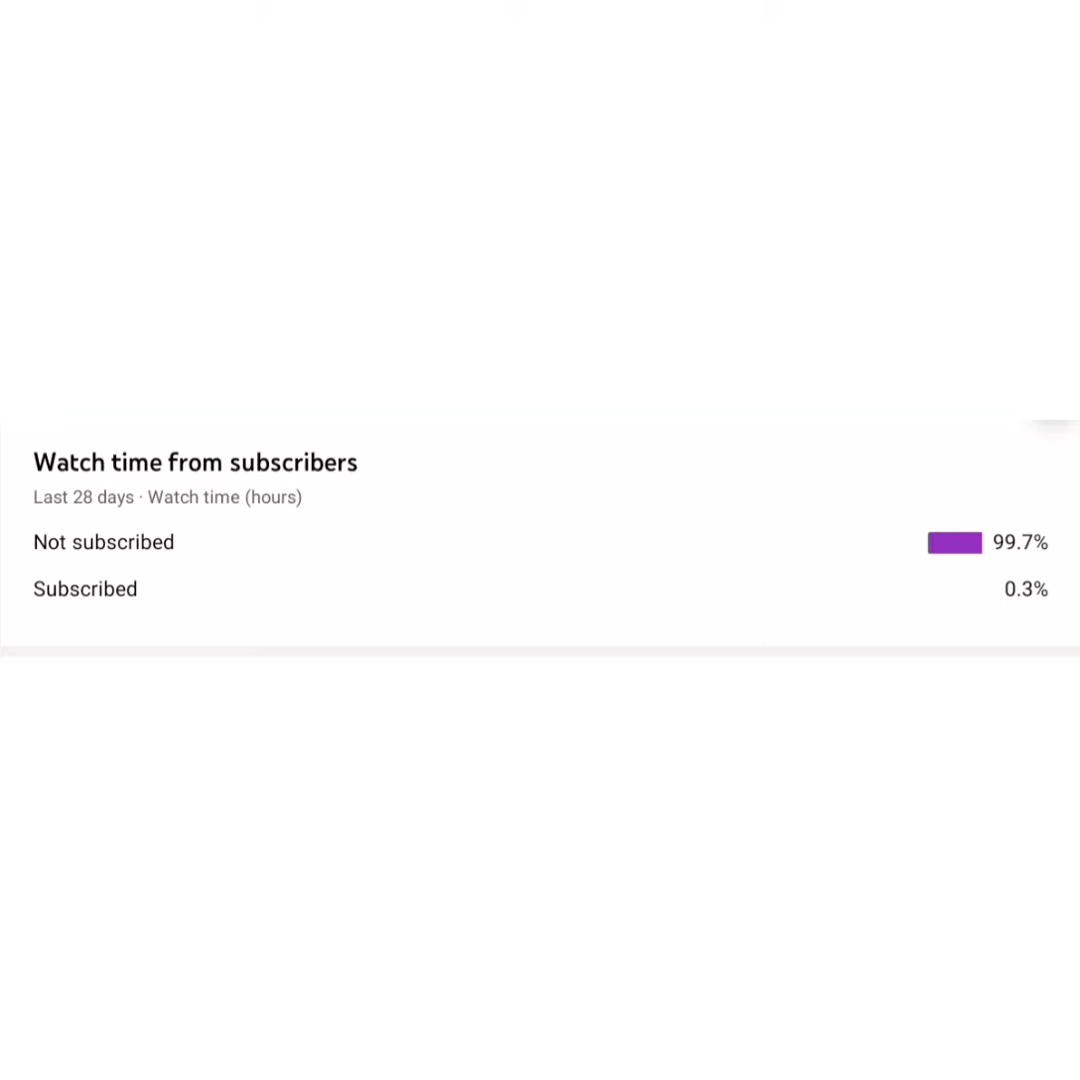 Watch time from subscribers
Last 28 days · Watch time (hours)
Not subscribed 99.7%
Subscribed 0.3%